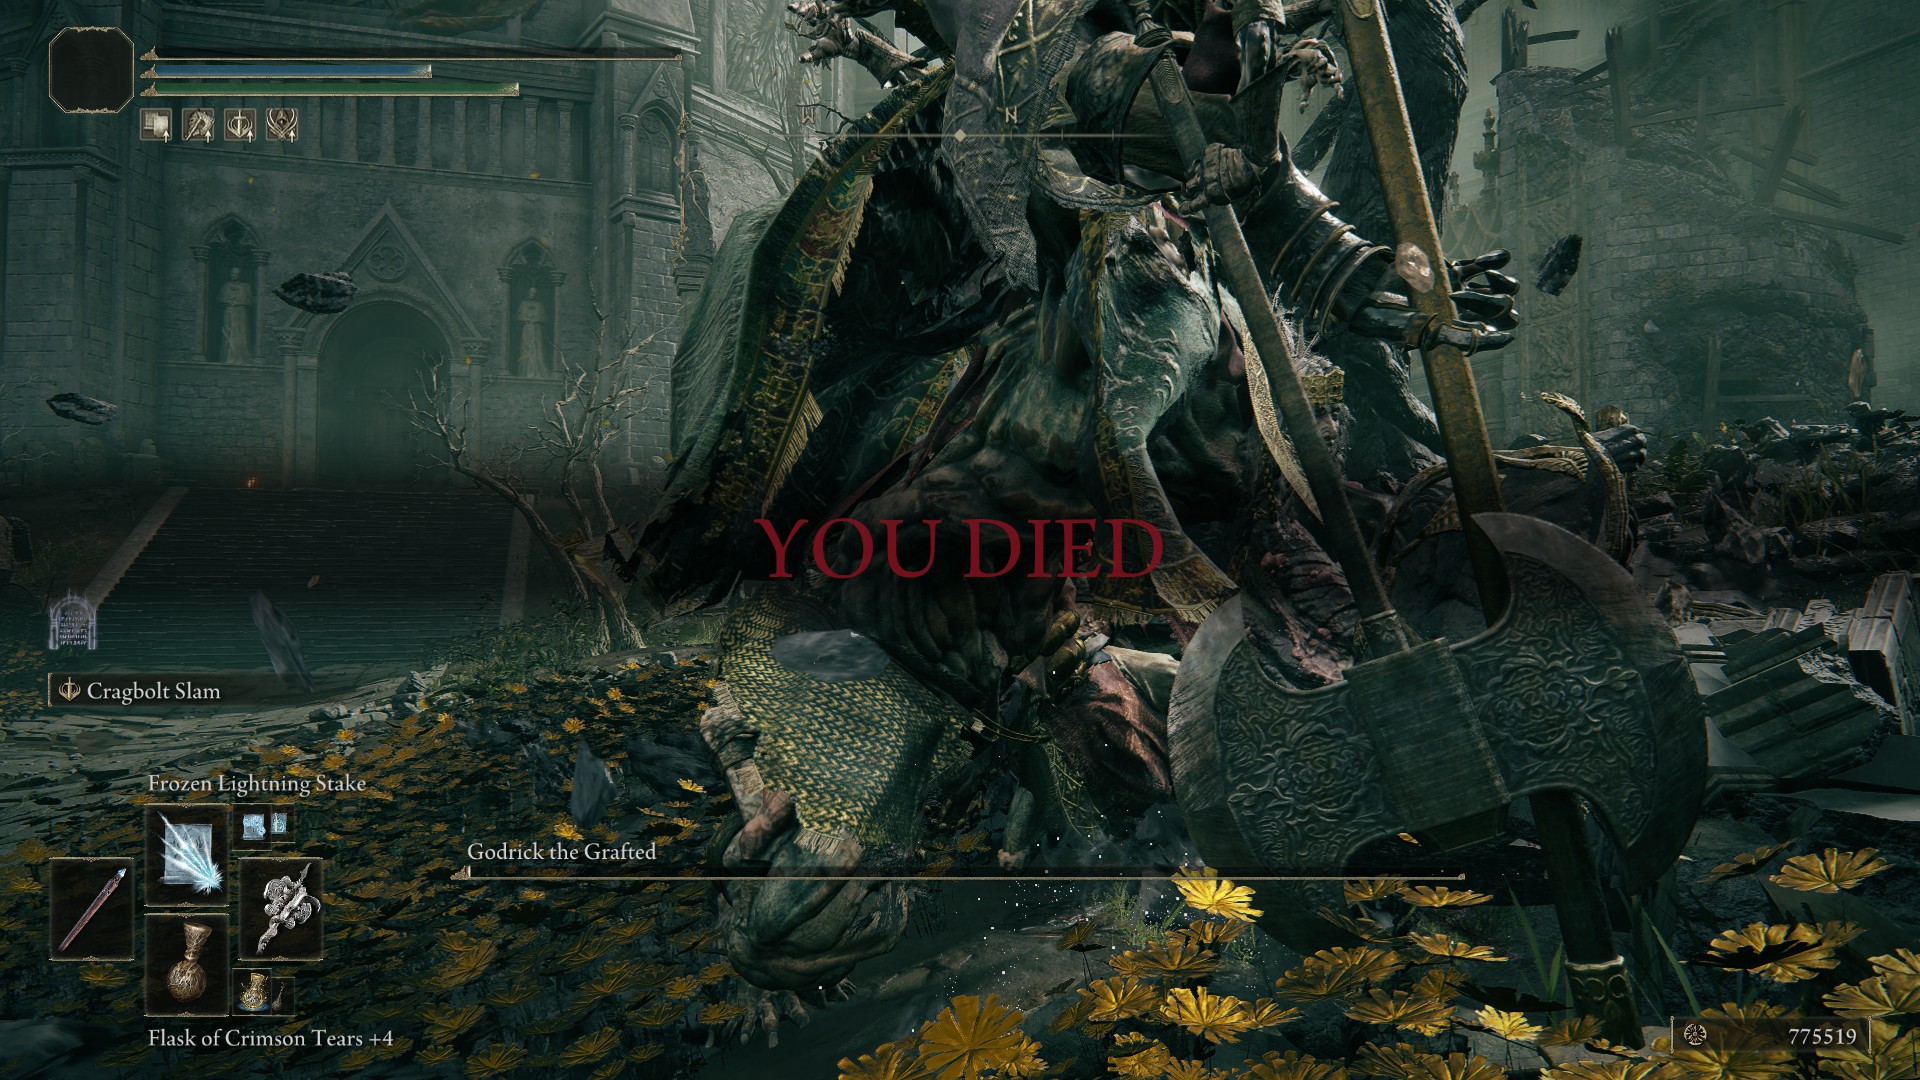 W
N
YOU DIED
Cragbolt Slam
Frozen Lightning Stake
Godrick the Grafted
Flask of Crimson Tears +4
775519